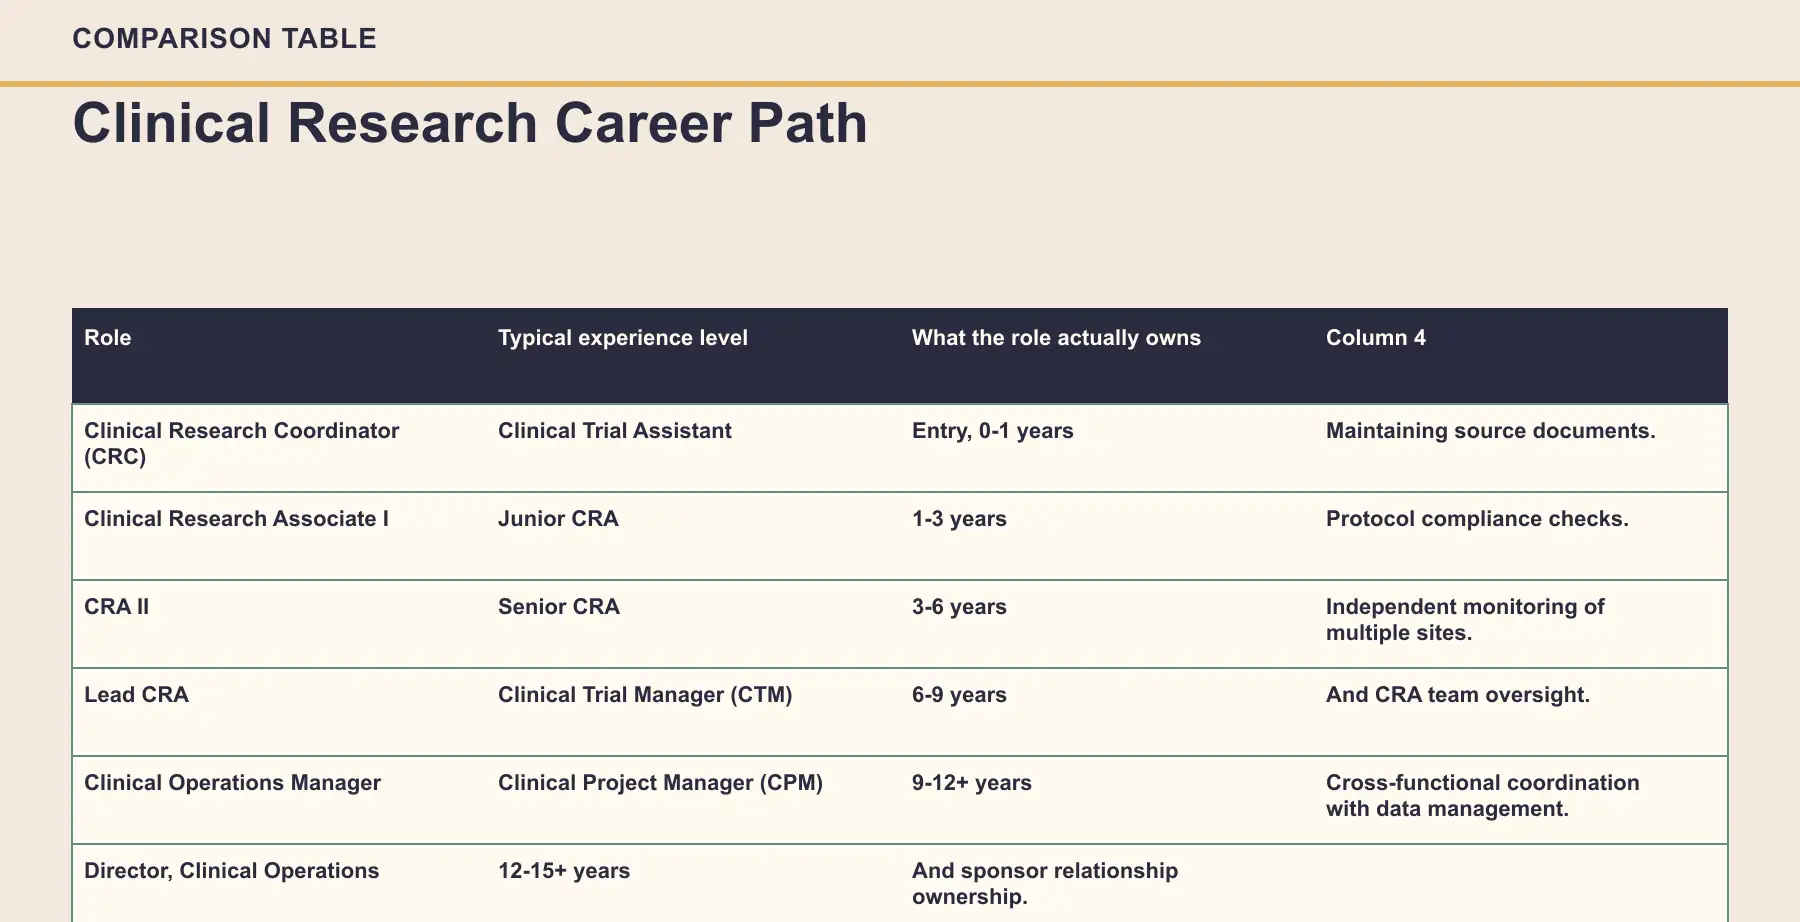 COMPARISON TABLE
Clinical Research Career Path
Role Typical experience level What the role actually owns Column 4
Clinical Research Coordinator Clinical Trial Assistant Entry, 0-1 years Maintaining source documents.
(CRC)
Clinical Research Associate I Junior CRA 1-3 years Protocol compliance checks.
CRA II Senior CRA 3-6 years Independent monitoring of
multiple sites.
Lead CRA Clinical Trial Manager (CTM) 6-9 years And CRA team oversight.
Clinical Operations Manager Clinical Project Manager (CPM) 9-12+ years Cross-functional coordination
with data management.
Director, Clinical Operations 12-15+ years And sponsor relationship
ownership.